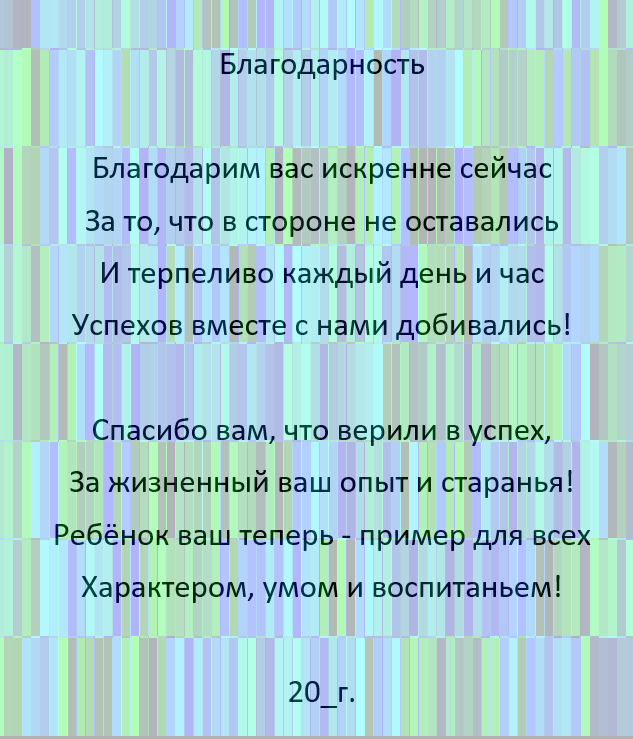 Благодарность
Благодарим вас искренне сейчас
За то, что в стороне не оставались
И терпеливо каждый день и час
Успехов вместе с нами добивались!
Спасибо вам, что верили в успех,
За жизненный ваш опыт и старанья!
Ребёнок ваш теперь - пример для всех
Характером, умом и воспитаньем!
20_г.